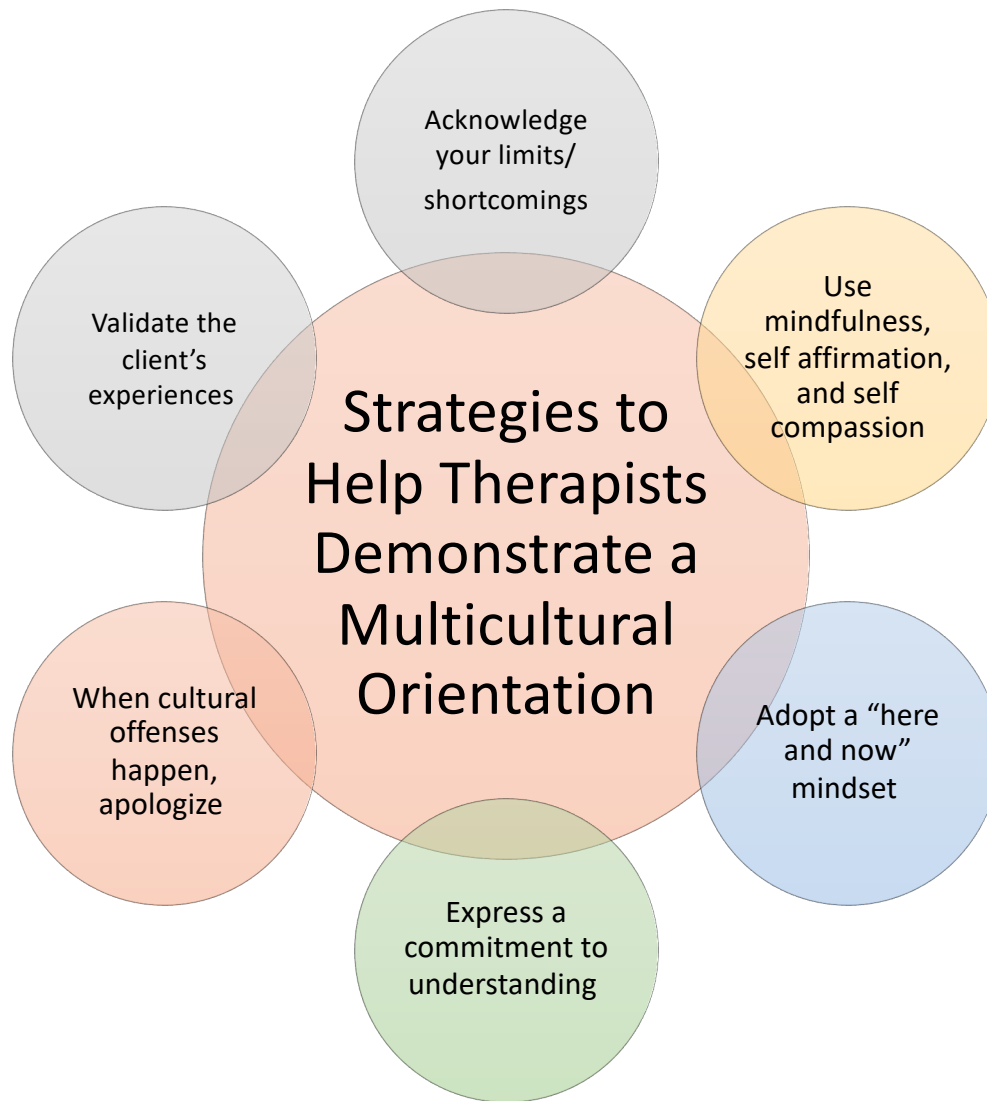 Acknowledge
your limits/
shortcomings
Use
mindfulness,
self affirmation,
and self
compassion
Adopt a “here
and now”
mindset
Express a
commitment to
understanding
When cultural
offenses
happen,
apologize
Validate the
client’s
experiences
Strategies to
Help Therapists
Demonstrate a
Multicultural
Orientation